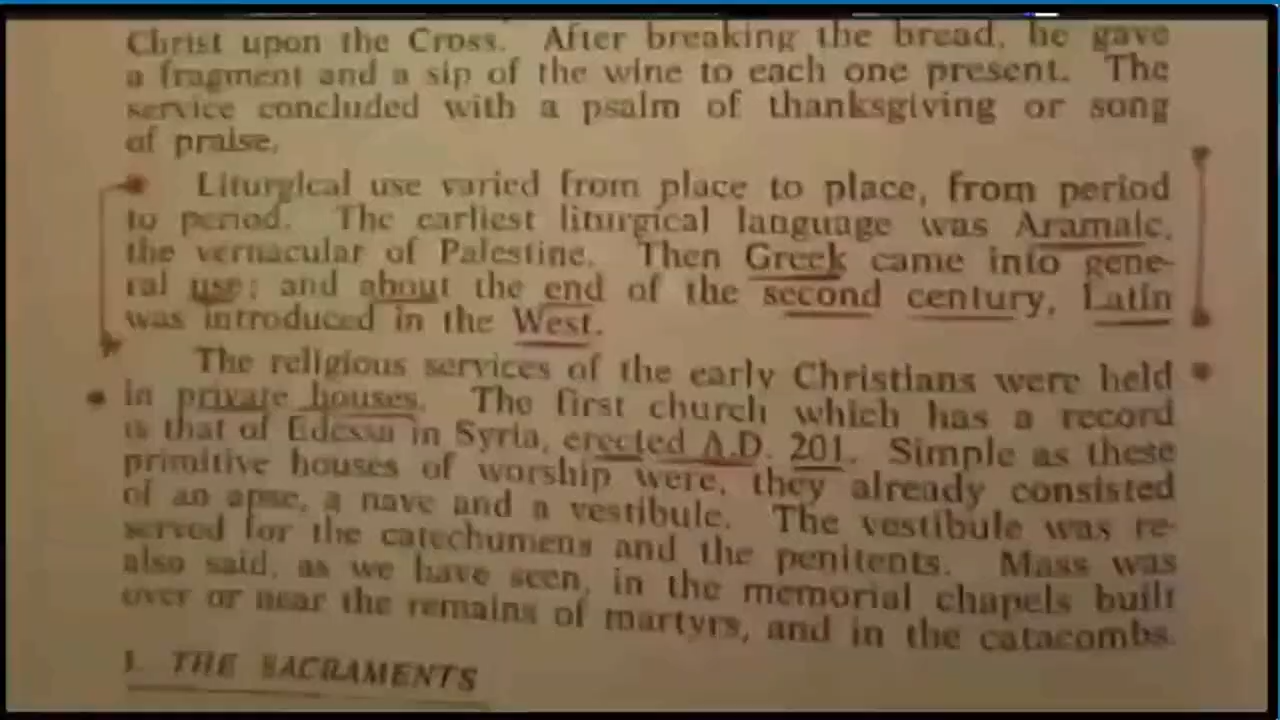 Christ upon the Cross. After breaking the bread, he gave
a fragment and a sip of the wine to each one present. The
service concluded with a psalm of thanksgiving or song
of praise.
Liturgical use varied from place to place, from period
to period. The earliest liturgical language was Aramaic,
the vernacular of Palestine. Then Greek came into gene-
ral use; and about the end of the second century, Latin
was introduced in the West.
The religious services of the early Christians were held
in private houses. The first church which has a record
is that of Edessa in Syria, erected A.D. 201. Simple as these
primitive houses of worship were, they already consisted
of an apse, a nave and a vestibule. The vestibule was re-
served for the catechumens and the penitents. Mass was
also said, as we have seen, in the memorial chapels built
over or near the remains of martyrs, and in the catacombs.
THE SACRAMENTS